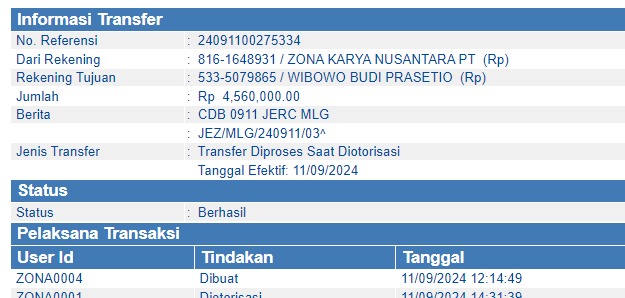 Informasi Transfer
No. Referensi : 24091100275334
Dari Rekening : 816-1648931 / ZONA KARYA NUSANTARA PT (Rp)
Rekening Tujuan : 533-5079865 / WIBOWO BUDI PRASETIO (Rp)
Jumlah : Rp 4,560,000.00
Berita : CDB 0911 JERC MLG
: JEZ/MLG/240911/03^
Jenis Transfer : Transfer Diproses Saat Diotorisasi
Tanggal Efektif: 11/09/2024
Status
Status : Berhasil
Pelaksana Transaksi
User Id Tindakan Tanggal
ZONA0004 Dibuat 11/09/2024 12:14:49
ZONA0001 Diotorisasi 11/09/2024 14:31:39